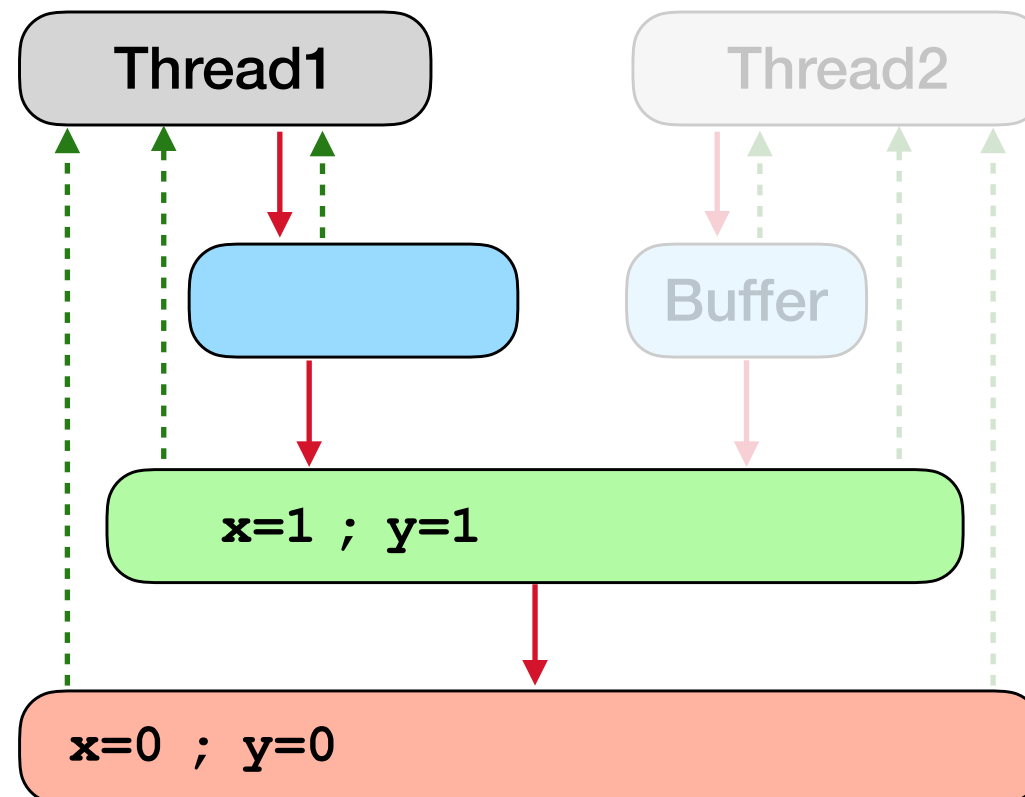 Thread1
Thread2
Buffer
x=1 ; y=1
x=0 ; y=0